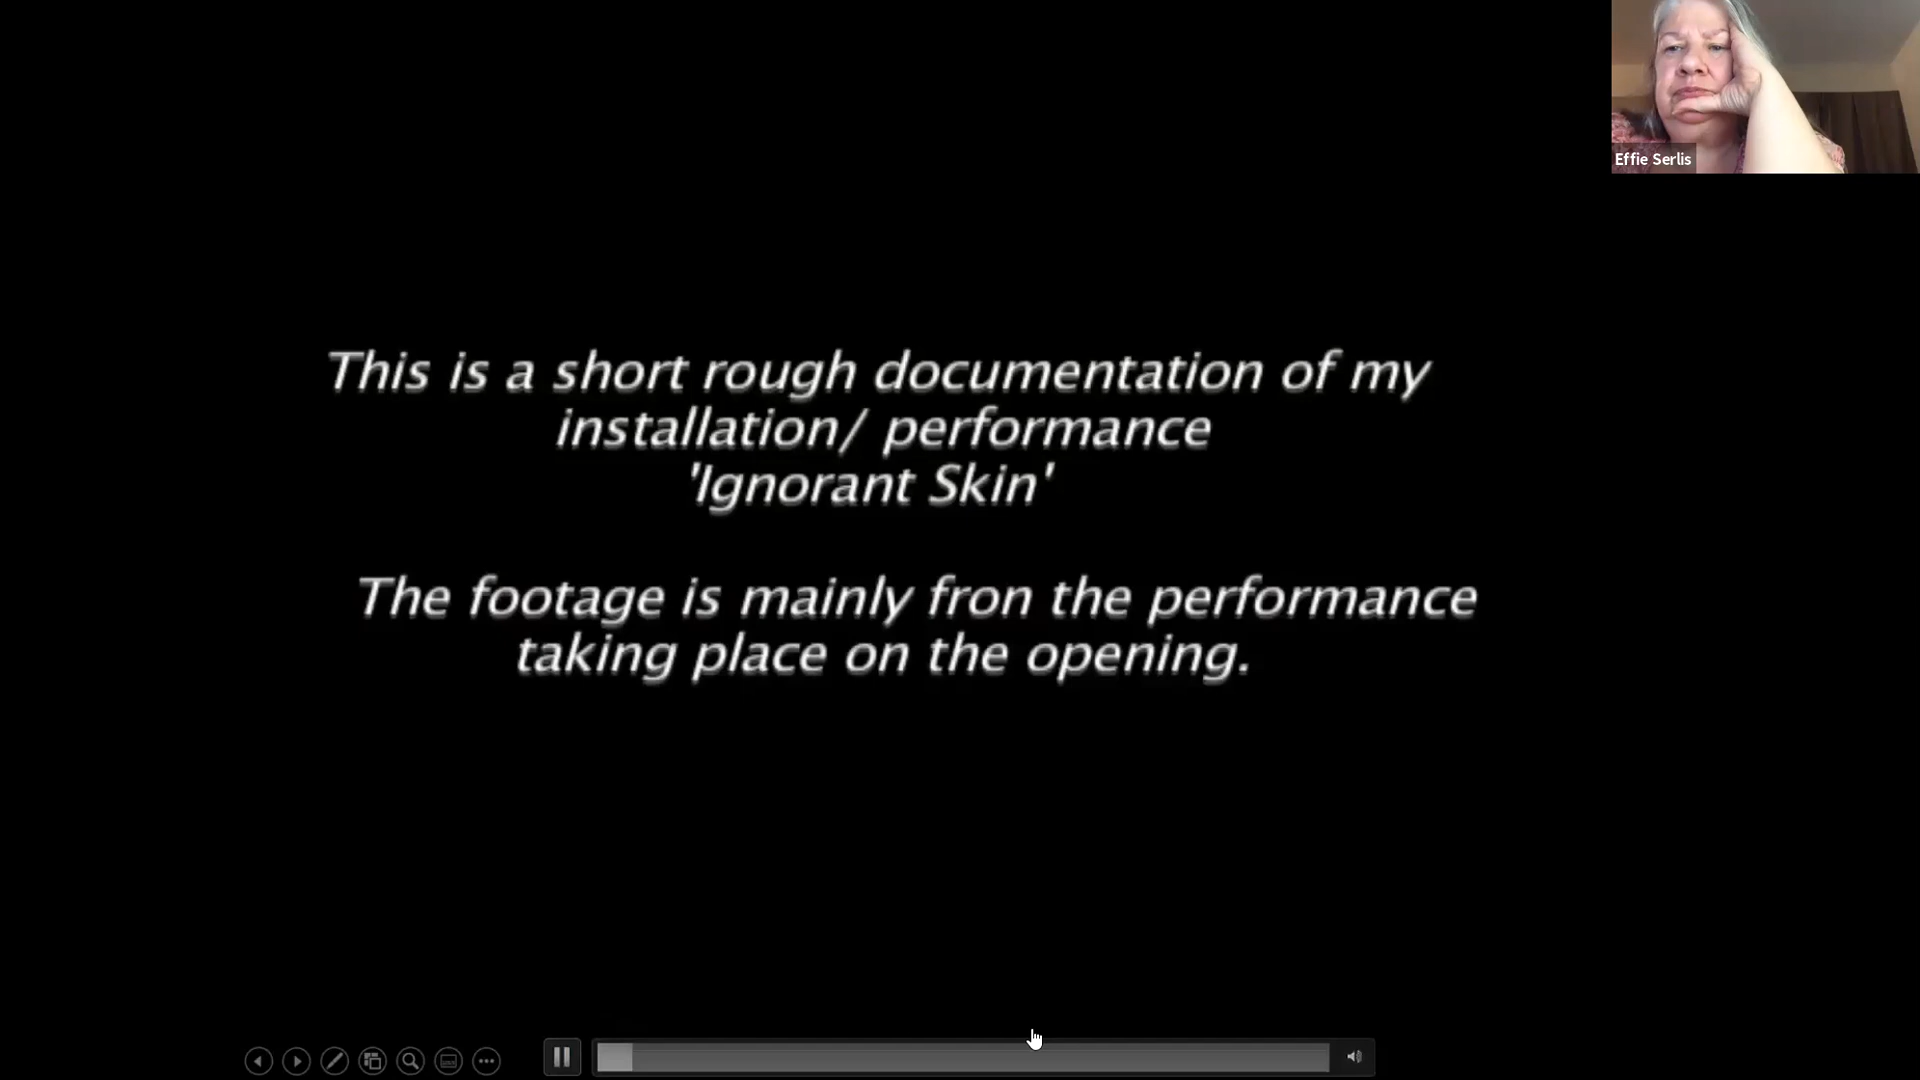 Effie Serlis
This is a short rough documentation of my
installation/ performance
'Ignorant Skin'
The footage is mainly fron the performance
taking place on the opening.